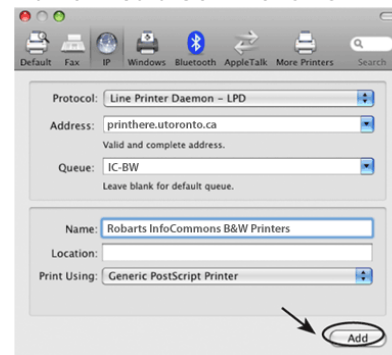 Default Fax IP Windows Bluetooth AppleTalk More Printers Search
Protocol: Line Printer Daemon - LPD
Address: printhere.utoronto.ca
Valid and complete address.
Queue: IC-BW
Leave blank for default queue.
Name: Robarts InfoCommons B&W Printers
Location:
Print Using: Generic PostScript Printer
Add